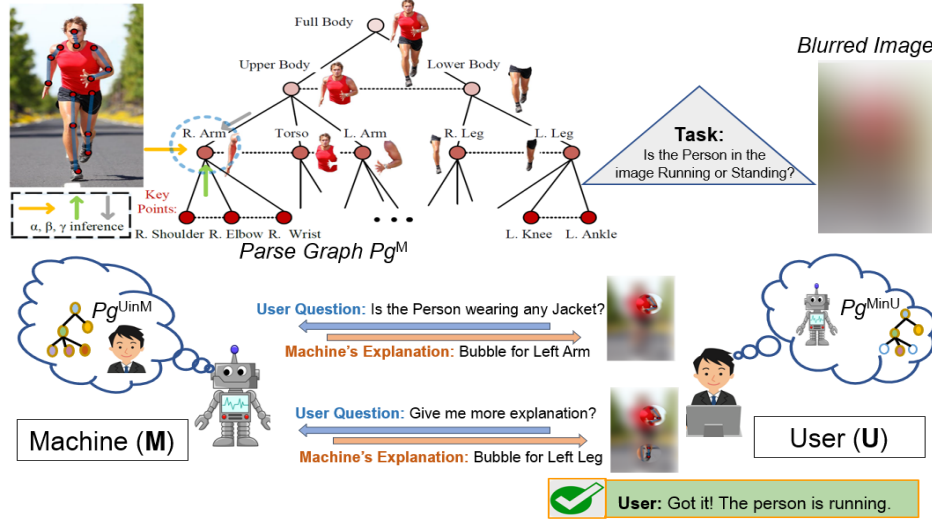 Full Body
Blurred Image
Upper Body
Lower Body
R. Arm
Torso
L. Arm
R. Leg
L. Leg
Task:
Is the Person in the
image Running or Standing?
Key
Points:
α, β, γ inference
R. Shoulder R. Elbow R. Wrist
L. Knee L. Ankle
Parse Graph Pg^M
Pg^UinM
Pg^MinU
User Question: Is the Person wearing any Jacket?
Machine's Explanation: Bubble for Left Arm
User Question: Give me more explanation?
Machine's Explanation: Bubble for Left Leg
Machine (M)
User (U)
User: Got it! The person is running.